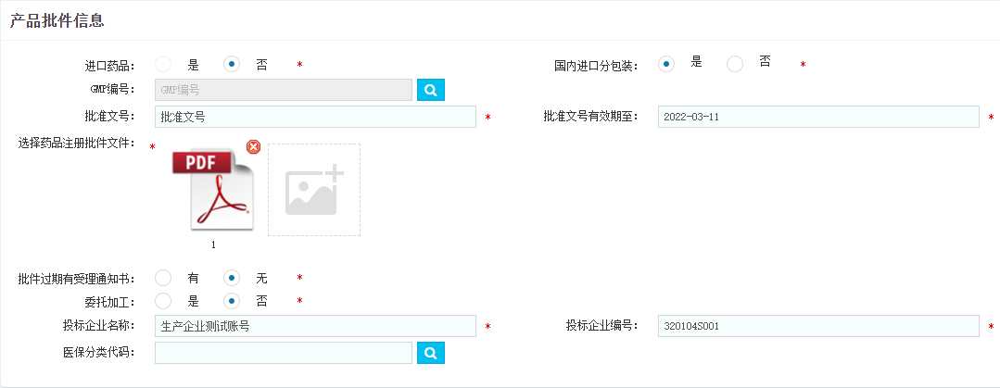 产品批件信息
进口药品： 是 否 * 国内进口分包装： 是 否 *
GMP编号： GMP编号
批准文号： 批准文号 * 批准文号有效期至： 2022-03-11 *
选择药品注册批件文件： *
PDF
1
批件过期有受理通知书： 有 无 *
委托加工： 是 否 *
投标企业名称： 生产企业测试账号 * 投标企业编号： 320104S001 *
医保分类代码：